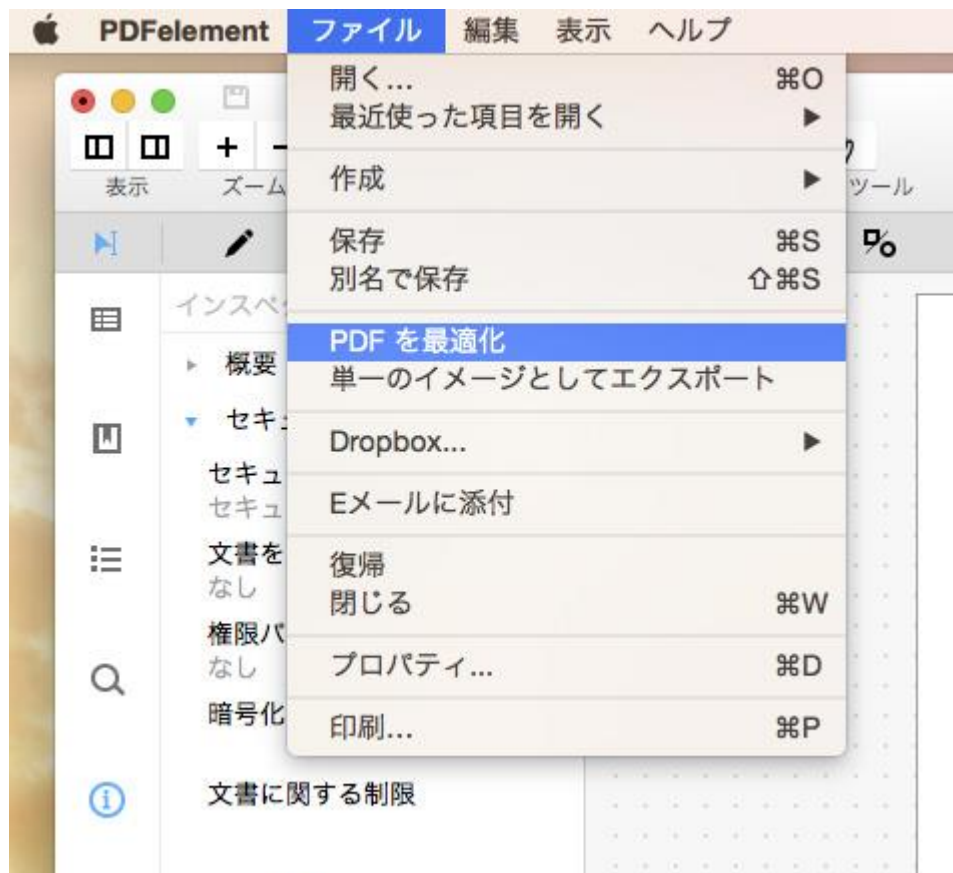 PDFelement ファイル 編集 表示 ヘルプ
開く... ⌘O
最近使った項目を開く ▶
作成 ▶
保存 ⌘S
別名で保存 ⇧⌘S
PDF を最適化
単一のイメージとしてエクスポート
Dropbox... ▶
Eメールに添付
復帰
閉じる ⌘W
プロパティ... ⌘D
印刷... ⌘P
表示 ズーム ツール
インスペ
概要
セキュ
セキュ
セキュ
文書を
なし
権限パ
なし
暗号化
文書に関する制限